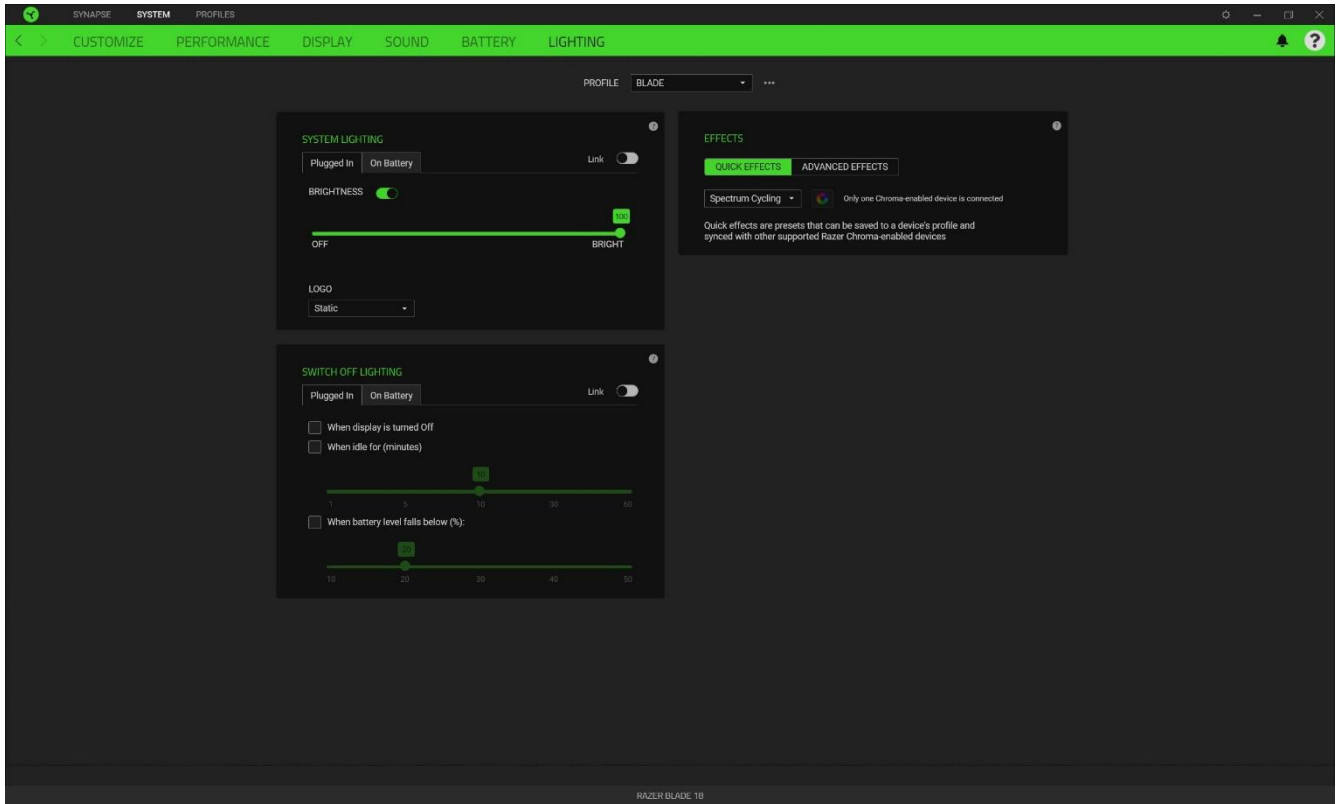 SYNAPSE SYSTEM PROFILES
CUSTOMIZE PERFORMANCE DISPLAY SOUND BATTERY LIGHTING
?
PROFILE BLADE
SYSTEM LIGHTING
?
Plugged In On Battery Link
BRIGHTNESS
100
OFF BRIGHT
LOGO
Static
EFFECTS
?
QUICK EFFECTS ADVANCED EFFECTS
Spectrum Cycling Only one Chroma-enabled device is connected
Quick effects are presets that can be saved to a device's profile and
synced with other supported Razer Chroma-enabled devices
SWITCH OFF LIGHTING
?
Plugged In On Battery Link
When display is turned Off
When idle for (minutes)
10
1 5 10 30 60
When battery level falls below (%):
20
10 20 30 40 50
RAZER BLADE 18